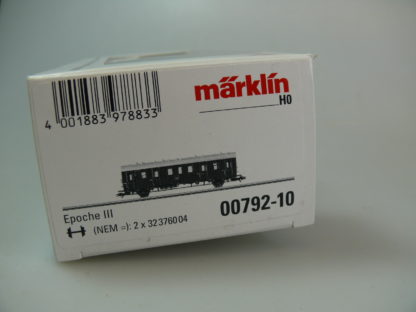 märklin
H0
4 001883 978833
Epoche III
(NEM =): 2 x 32376004
00792-10